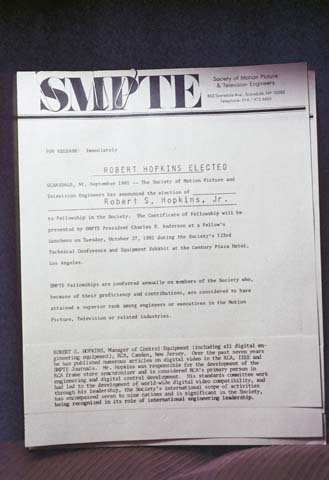 SMPTE
Society of Motion Picture
& Television Engineers
862 Scarsdale Ave., Scarsdale, NY 10583
Telephone: 914 / 472-6606
FOR RELEASE: Immediately
ROBERT HOPKINS ELECTED
SCARSDALE, NY, September 1981 -- The Society of Motion Picture and
Television Engineers has announced the election of
Robert S. Hopkins, Jr.
to Fellowship in the Society. The Certificate of Fellowship will be
presented by SMPTE President Charles E. Anderson at a Fellow's
Luncheon on Tuesday, October 27, 1981 during the Society's 123rd
Technical Conference and Equipment Exhibit at the Century Plaza Hotel,
Los Angeles.
SMPTE Fellowships are conferred annually on members of the Society who,
because of their proficiency and contributions, are considered to have
attained a superior rank among engineers or executives in the Motion
Picture, Television or related industries.
ROBERT S. HOPKINS, Manager of Control Equipment (including all digital en-
gineering equipment), RCA, Camden, New Jersey. Over the past seven years
he has published numerous articles on digital video in the RCA, IEEE and
SMPTE Journals. Mr. Hopkins was responsible for the development of the
RCA frame store synchronizer and is considered RCA's primary person in
engineering and digital control development. His standards committee work
had led to the development of world-wide digital video compatibility, and
through his leadership, the Society's international scope of activities
has encompassed seven to nine nations and is significant in the Society,
being recognized in its role of international engineering leadership.